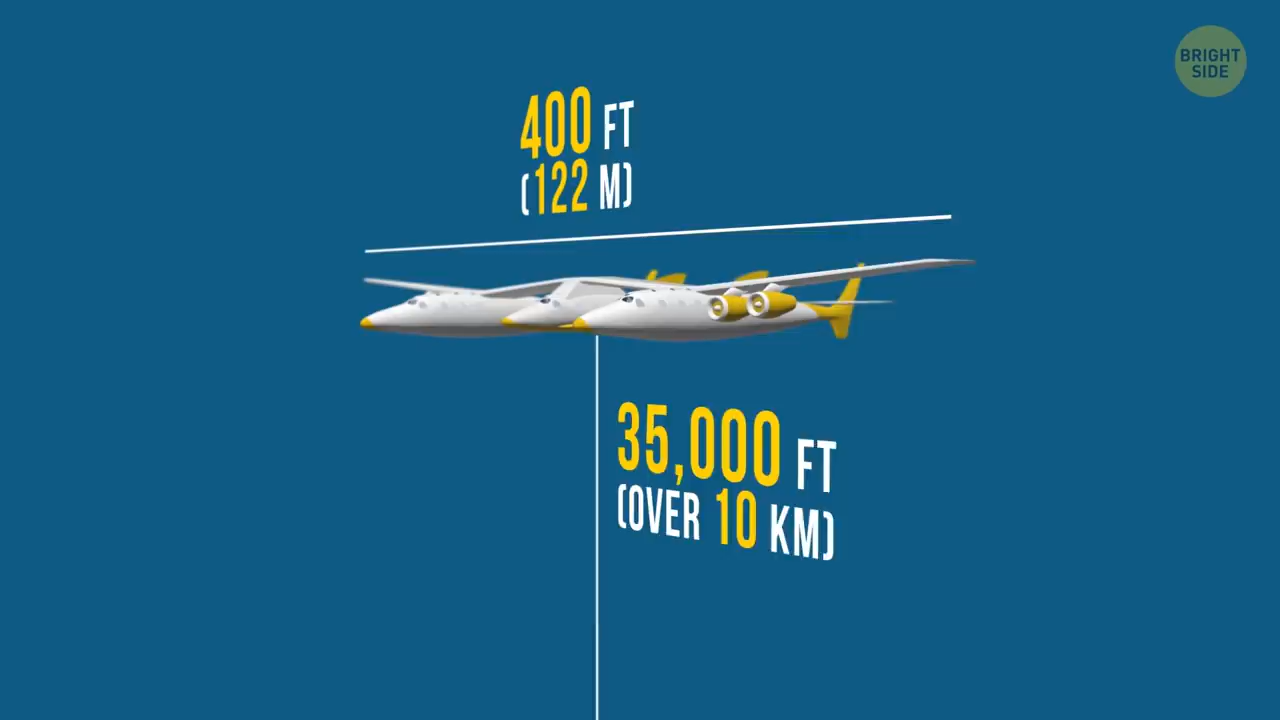 BRIGHT
SIDE
400 FT
(122 M)
35,000 FT
(OVER 10 KM)